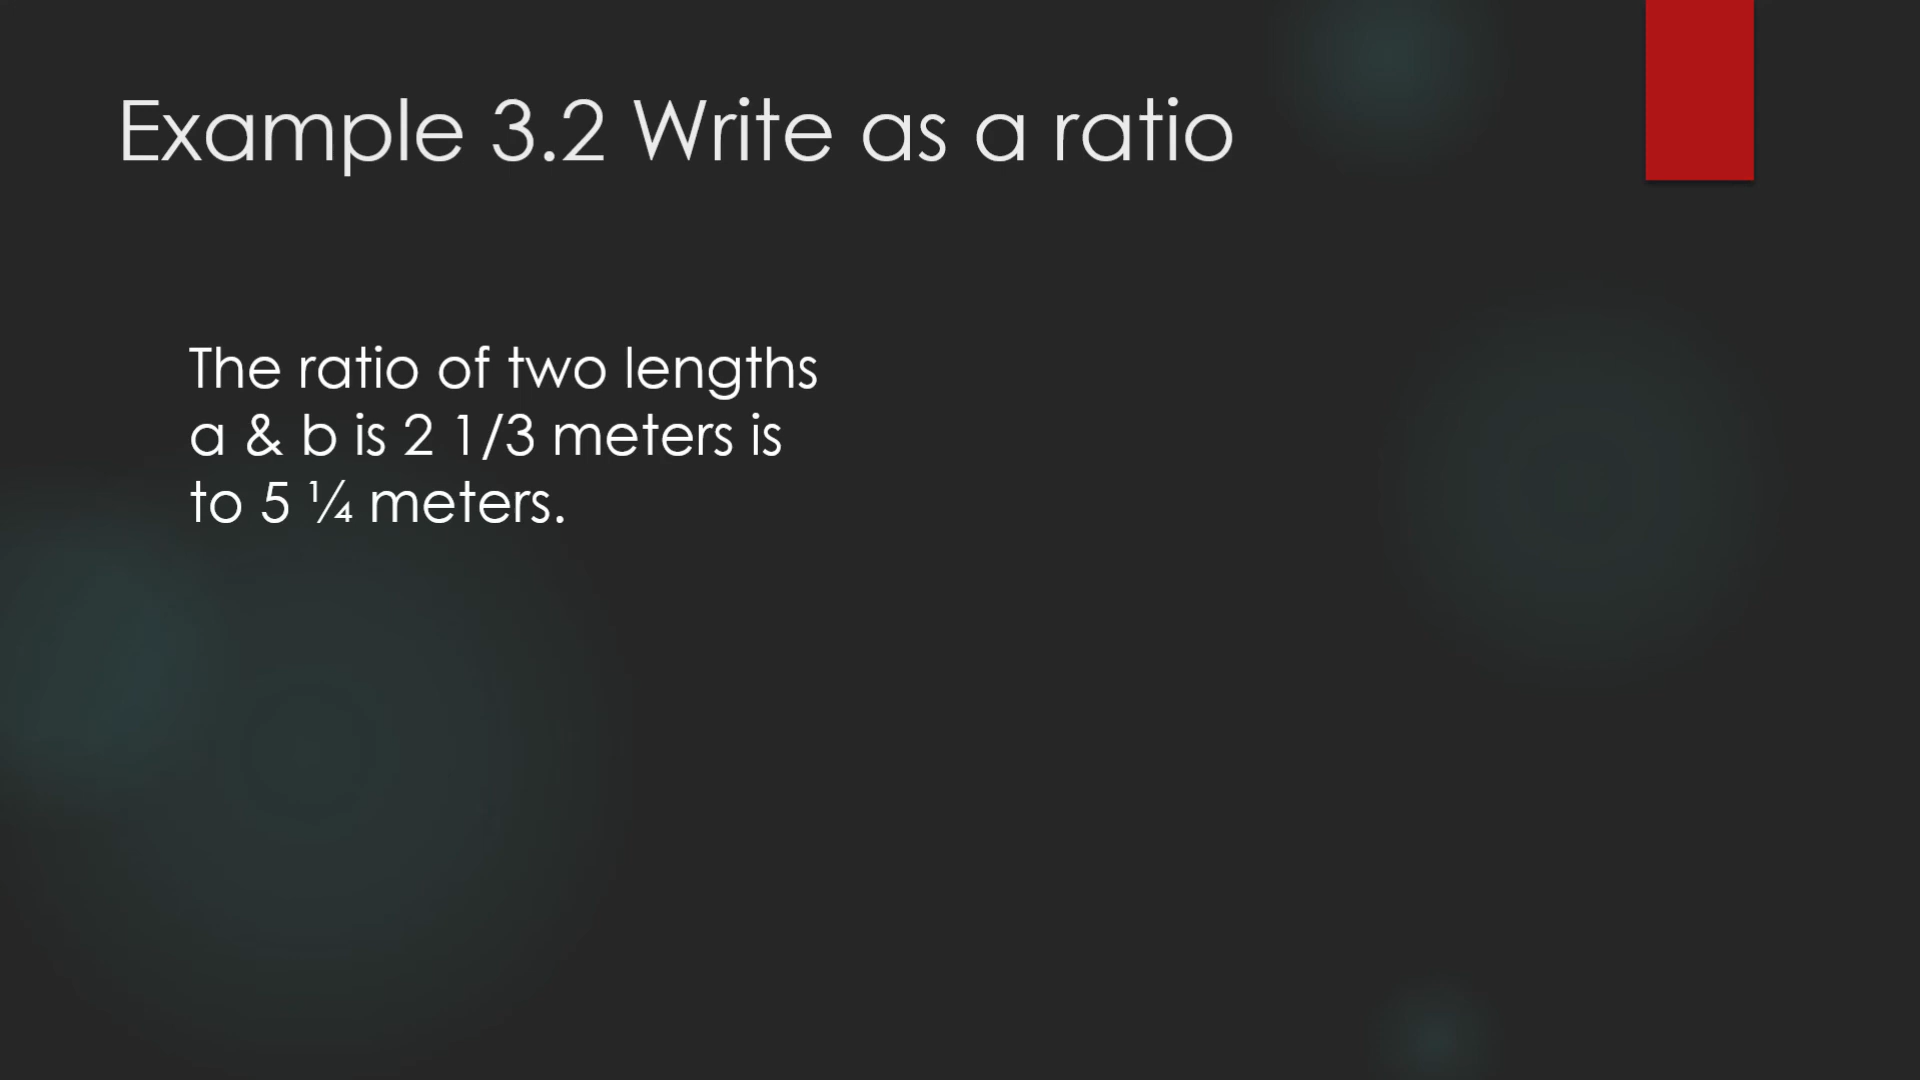 Example 3.2 Write as a ratio
The ratio of two lengths
a & b is 2 1/3 meters is
to 5 ¼ meters.